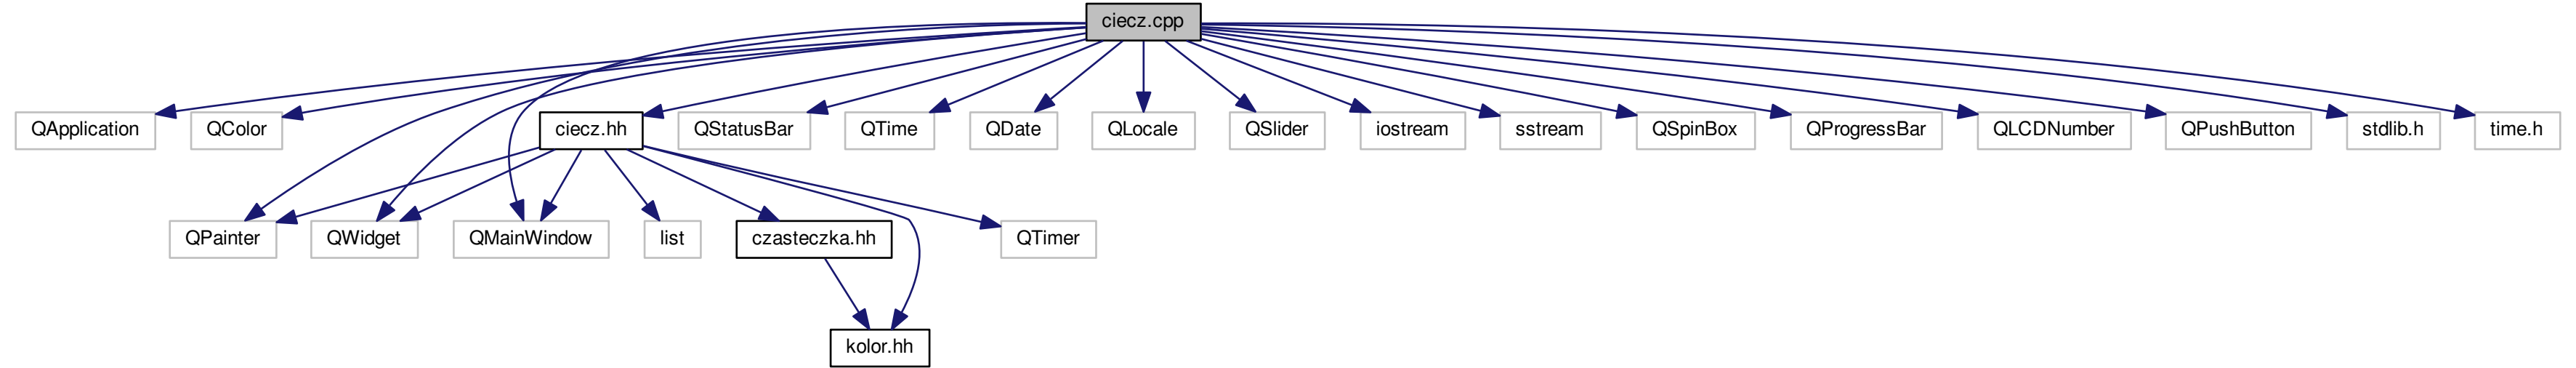 ciecz.cpp
QApplication
QColor
ciecz.hh
QStatusBar
QTime
QDate
QLocale
QSlider
iostream
sstream
QSpinBox
QProgressBar
QLCDNumber
QPushButton
stdlib.h
time.h
QPainter
QWidget
QMainWindow
list
czasteczka.hh
QTimer
kolor.hh